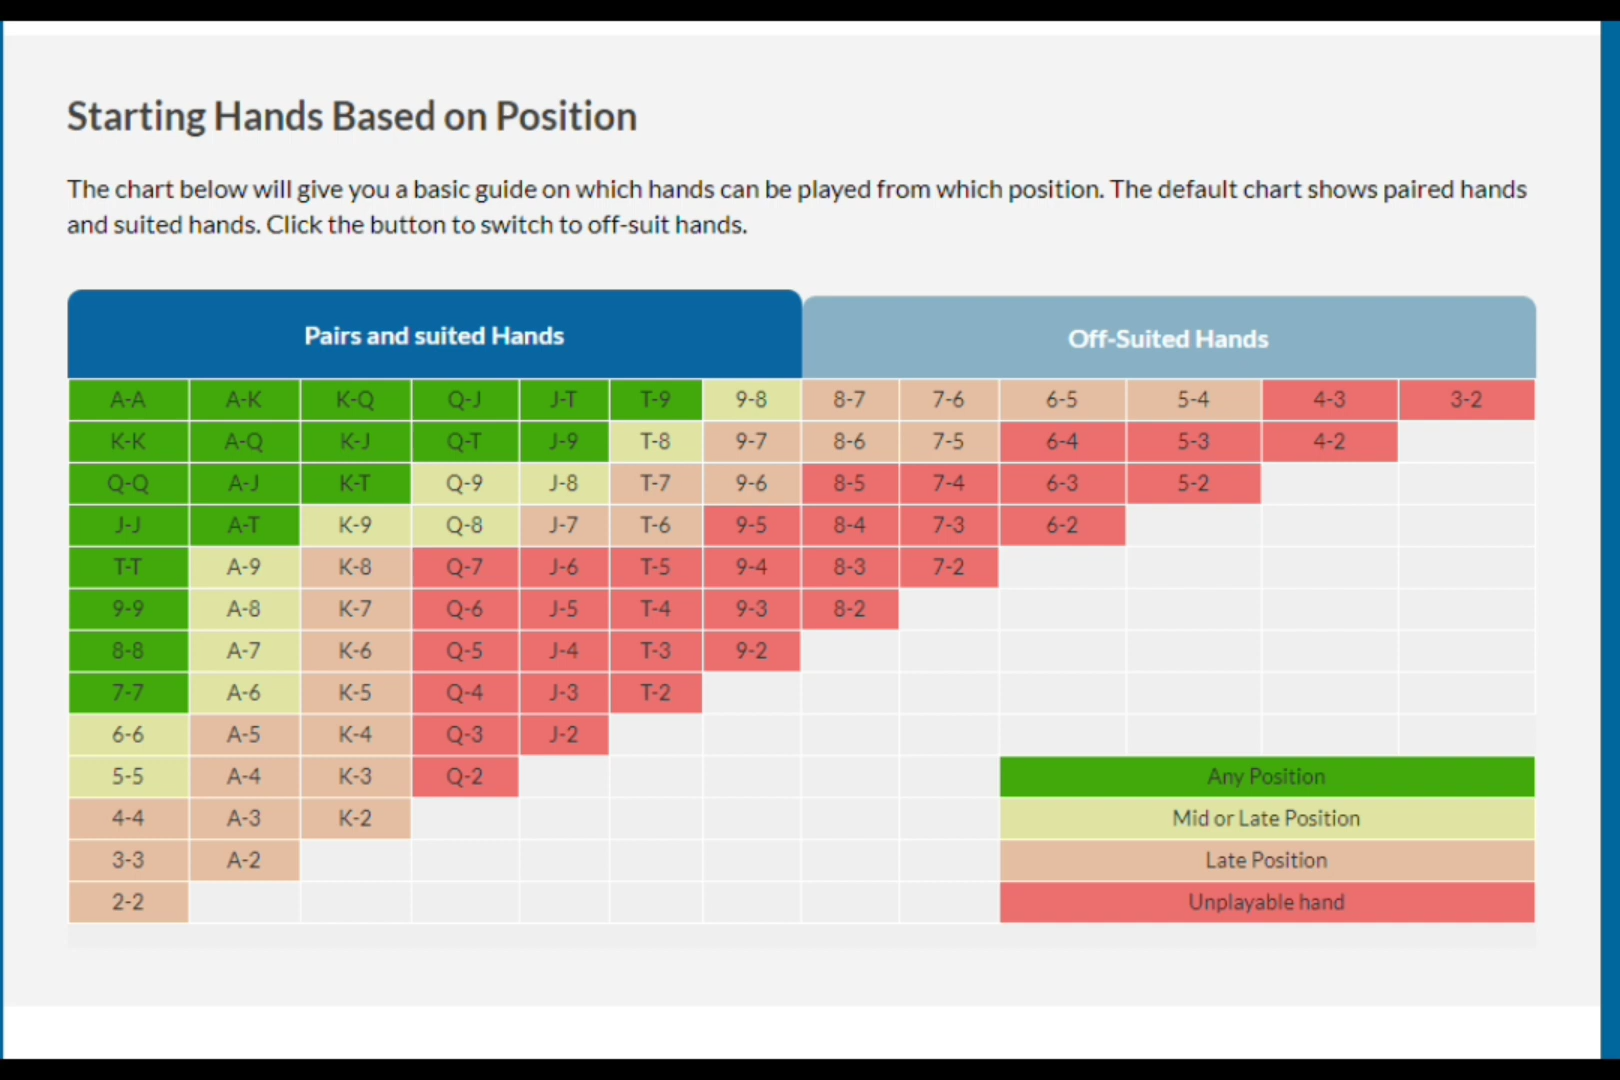 Starting Hands Based on Position
The chart below will give you a basic guide on which hands can be played from which position. The default chart shows paired hands
and suited hands. Click the button to switch to off-suit hands.
Pairs and suited Hands Off-Suited Hands
A-A A-K K-Q Q-J J-T T-9 9-8 8-7 7-6 6-5 5-4 4-3 3-2
K-K A-Q K-J Q-T J-9 T-8 9-7 8-6 7-5 6-4 5-3 4-2
Q-Q A-J K-T Q-9 J-8 T-7 9-6 8-5 7-4 6-3 5-2
J-J A-T K-9 Q-8 J-7 T-6 9-5 8-4 7-3 6-2
T-T A-9 K-8 Q-7 J-6 T-5 9-4 8-3 7-2
9-9 A-8 K-7 Q-6 J-5 T-4 9-3 8-2
8-8 A-7 K-6 Q-5 J-4 T-3 9-2
7-7 A-6 K-5 Q-4 J-3 T-2
6-6 A-5 K-4 Q-3 J-2
5-5 A-4 K-3 Q-2 Any Position
4-4 A-3 K-2 Mid or Late Position
3-3 A-2 Late Position
2-2 Unplayable hand